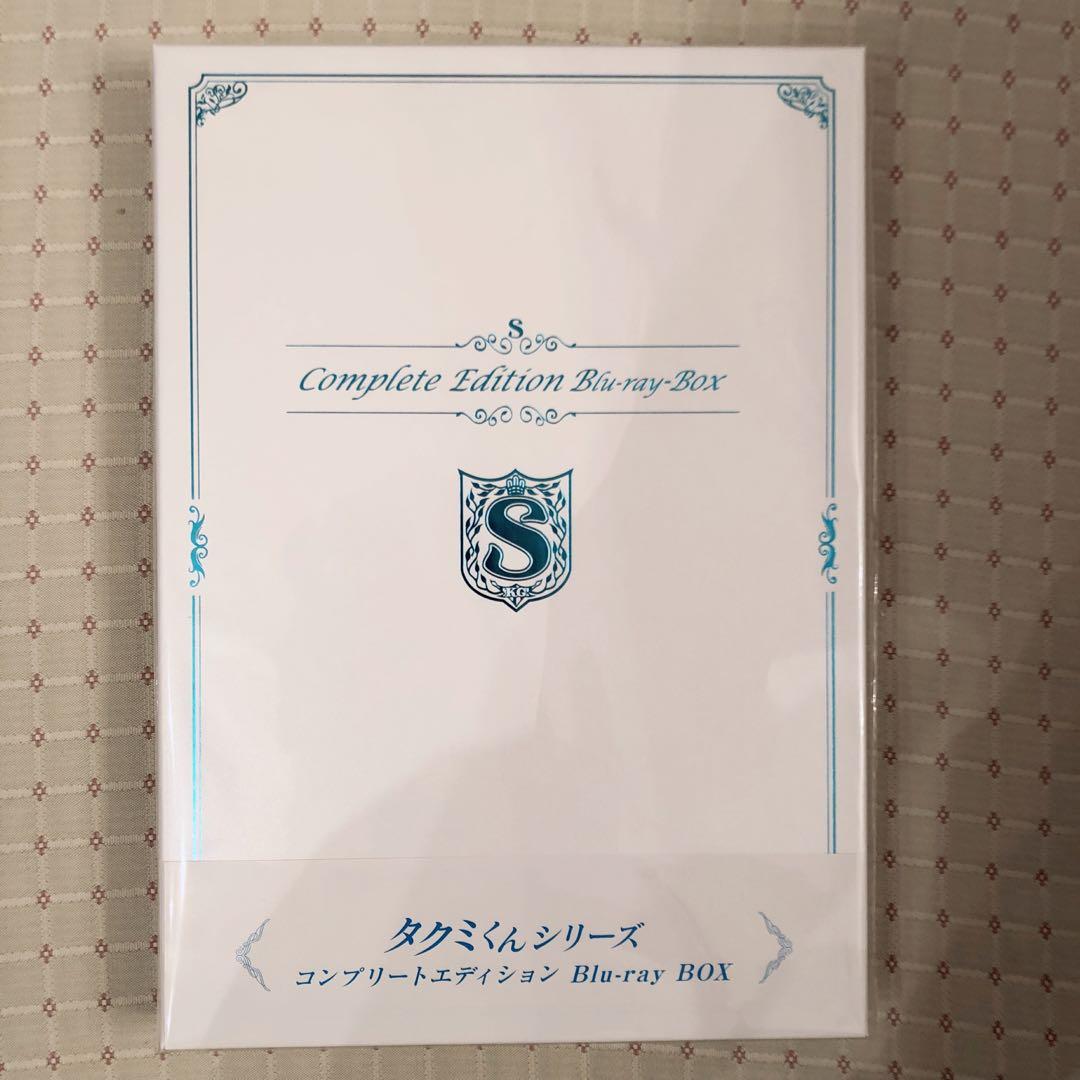 S
Complete Edition Blu-ray-Box
S
KG
タクミくんシリーズ
コンプリートエディション Blu-ray BOX